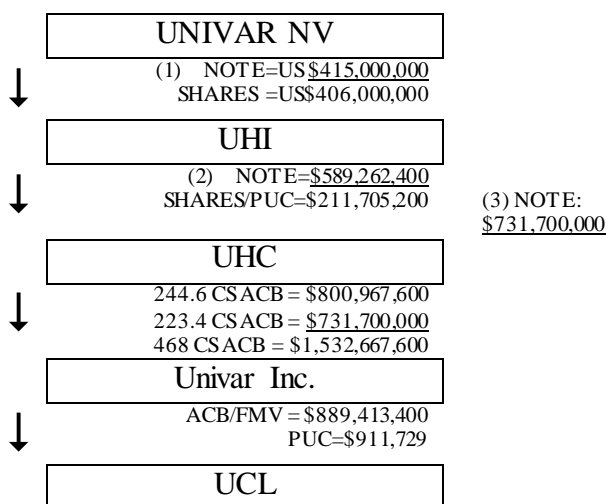 UNIVAR NV
(1) NOTE=US$415,000,000
SHARES =US$406,000,000
UHI
(2) NOTE=$589,262,400
SHARES/PUC=$211,705,200
(3) NOTE:
$731,700,000
UHC
244.6 CS ACB = $800,967,600
223.4 CS ACB = $731,700,000
468 CS ACB = $1,532,667,600
Univar Inc.
ACB/FMV = $889,413,400
PUC=$911,729
UCL